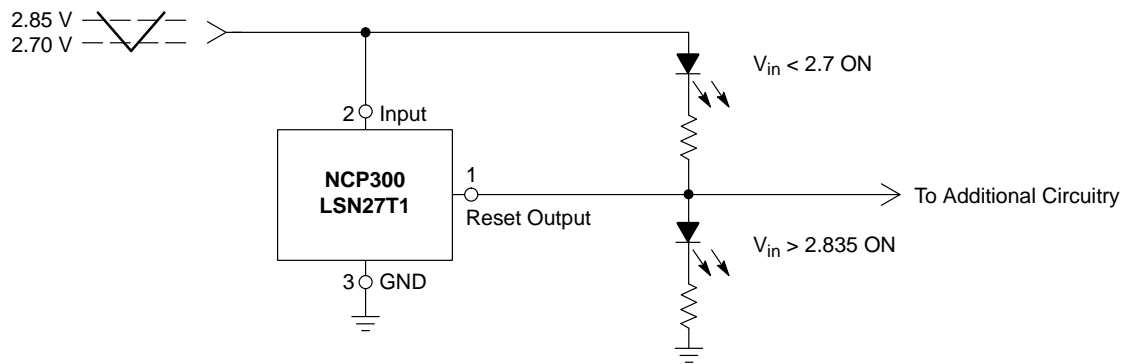 2.85 V
2.70 V
Vin < 2.7 ON
2 Input
NCP300
LSN27T1
1
Reset Output
To Additional Circuitry
Vin > 2.835 ON
3 GND